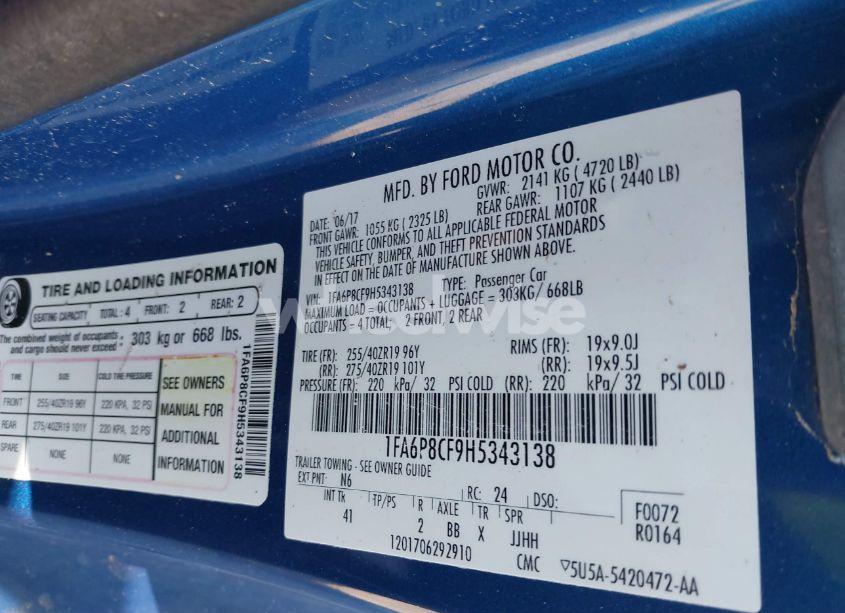 TIRE AND LOADING INFORMATION
SEATING CAPACITY TOTAL: 4 FRONT: 2 REAR: 2
The combined weight of occupants and cargo should never exceed: 303 kg or 668 lbs.
TIRE SIZE COLD TIRE PRESSURE
FRONT 255/40ZR19 96Y 220 KPA, 32 PSI
REAR 275/40ZR19 101Y 220 KPA, 32 PSI
SPARE NONE NONE
SEE OWNERS
MANUAL FOR
ADDITIONAL
INFORMATION
1FA6P8CF9H5343138
MFD. BY FORD MOTOR CO.
DATE: 06/17 GVWR: 2141 KG ( 4720 LB)
FRONT GAWR: 1055 KG ( 2325 LB) REAR GAWR: 1107 KG ( 2440 LB)
THIS VEHICLE CONFORMS TO ALL APPLICABLE FEDERAL MOTOR
VEHICLE SAFETY, BUMPER, AND THEFT PREVENTION STANDARDS
IN EFFECT ON THE DATE OF MANUFACTURE SHOWN ABOVE.
VIN: 1FA6P8CF9H5343138 TYPE: Passenger Car
MAXIMUM LOAD = OCCUPANTS + LUGGAGE = 303KG/ 668LB
OCCUPANTS = 4 TOTAL, 2 FRONT, 2 REAR
TIRE (FR): 255/40ZR19 96Y RIMS (FR): 19x9.0J
(RR): 275/40ZR19 101Y (RR): 19x9.5J
PRESSURE (FR): 220 kPa/ 32 PSI COLD (RR): 220 kPa/ 32 PSI COLD
1FA6P8CF9H5343138
TRAILER TOWING - SEE OWNER GUIDE
EXT PNT: N6 RC: 24 DSO:
INT TR TP/PS R AXLE TR SPR
41 2 BB X JJHH
F0072
R0164
1201706292910 CMC ▽5U5A-5420472-AA